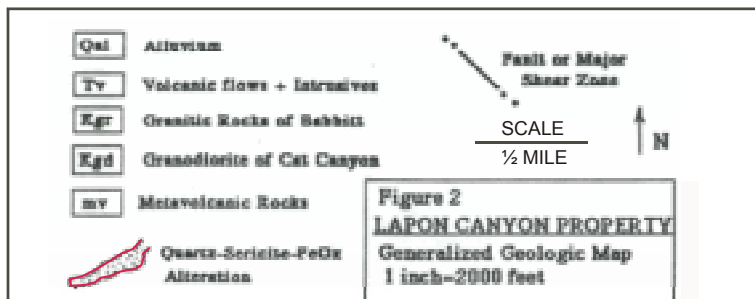 Qal Alluvium
Tv Volcanic flows + Intrusives
Kgr Granitic Rocks of Babbitt
Kgd Granodiorite of Cat Canyon
mv Metavolcanic Rocks
Quartz-Sericite-FeOx
Alteration
Fault or Major
Shear Zone
SCALE
½ MILE
N
Figure 2
LAPON CANYON PROPERTY
Generalized Geologic Map
1 inch=2000 feet